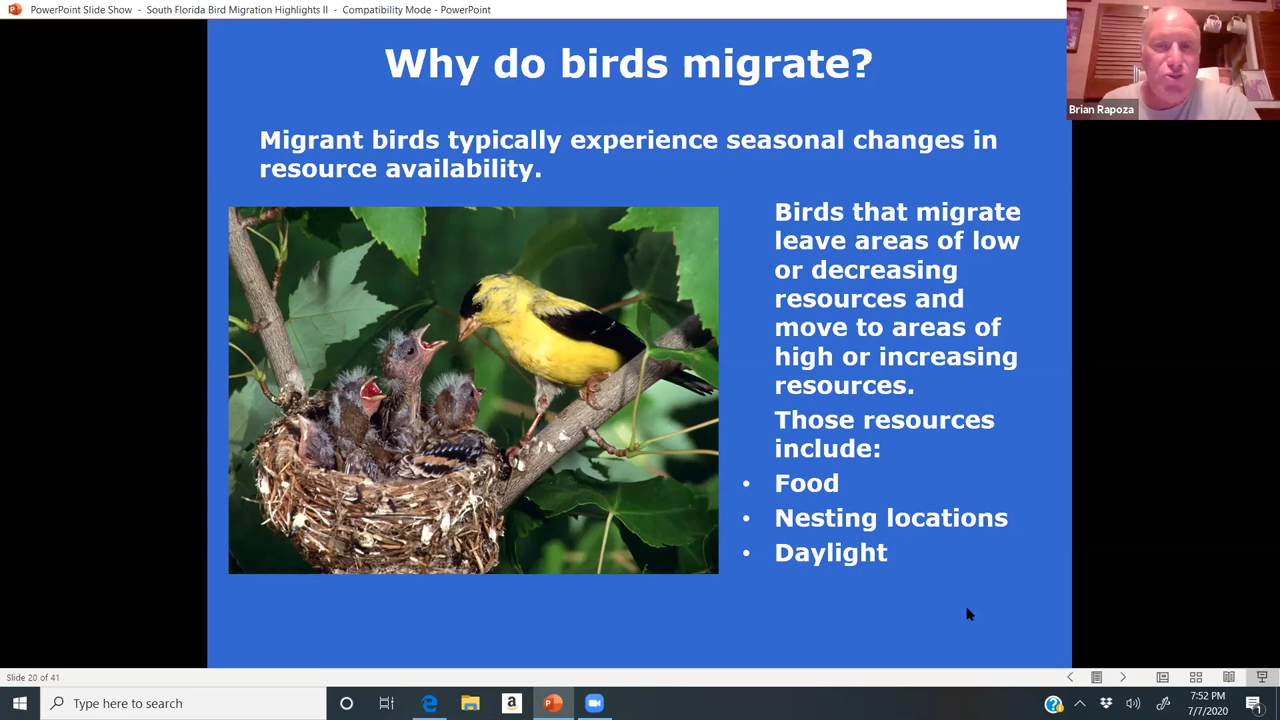 PowerPoint Slide Show - South Florida Bird Migration Highlights II - Compatibility Mode - PowerPoint
Brian Rapoza
Why do birds migrate?
Migrant birds typically experience seasonal changes in
resource availability.
Birds that migrate
leave areas of low
or decreasing
resources and
move to areas of
high or increasing
resources.
Those resources
include:
• Food
• Nesting locations
• Daylight
Slide 20 of 41
Type here to search
7:52 PM
7/7/2020
1